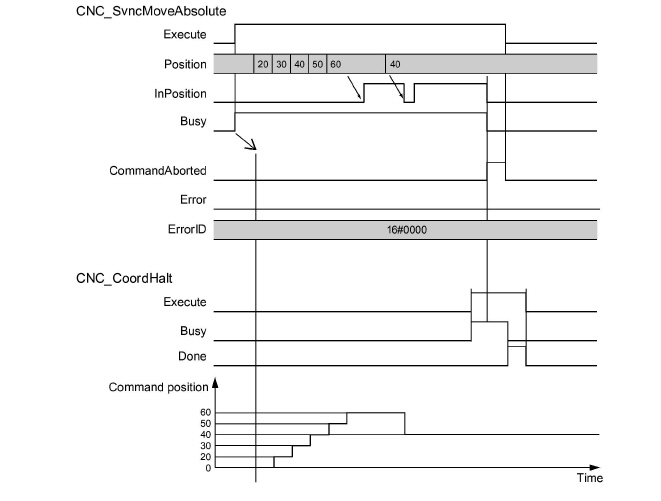 CNC_SvncMoveAbsolute
Execute
Position 20 30 40 50 60 40
InPosition
Busy
CommandAborted
Error
ErrorID 16#0000
CNC_CoordHalt
Execute
Busy
Done
Command position
60
50
40
30
20
0
Time